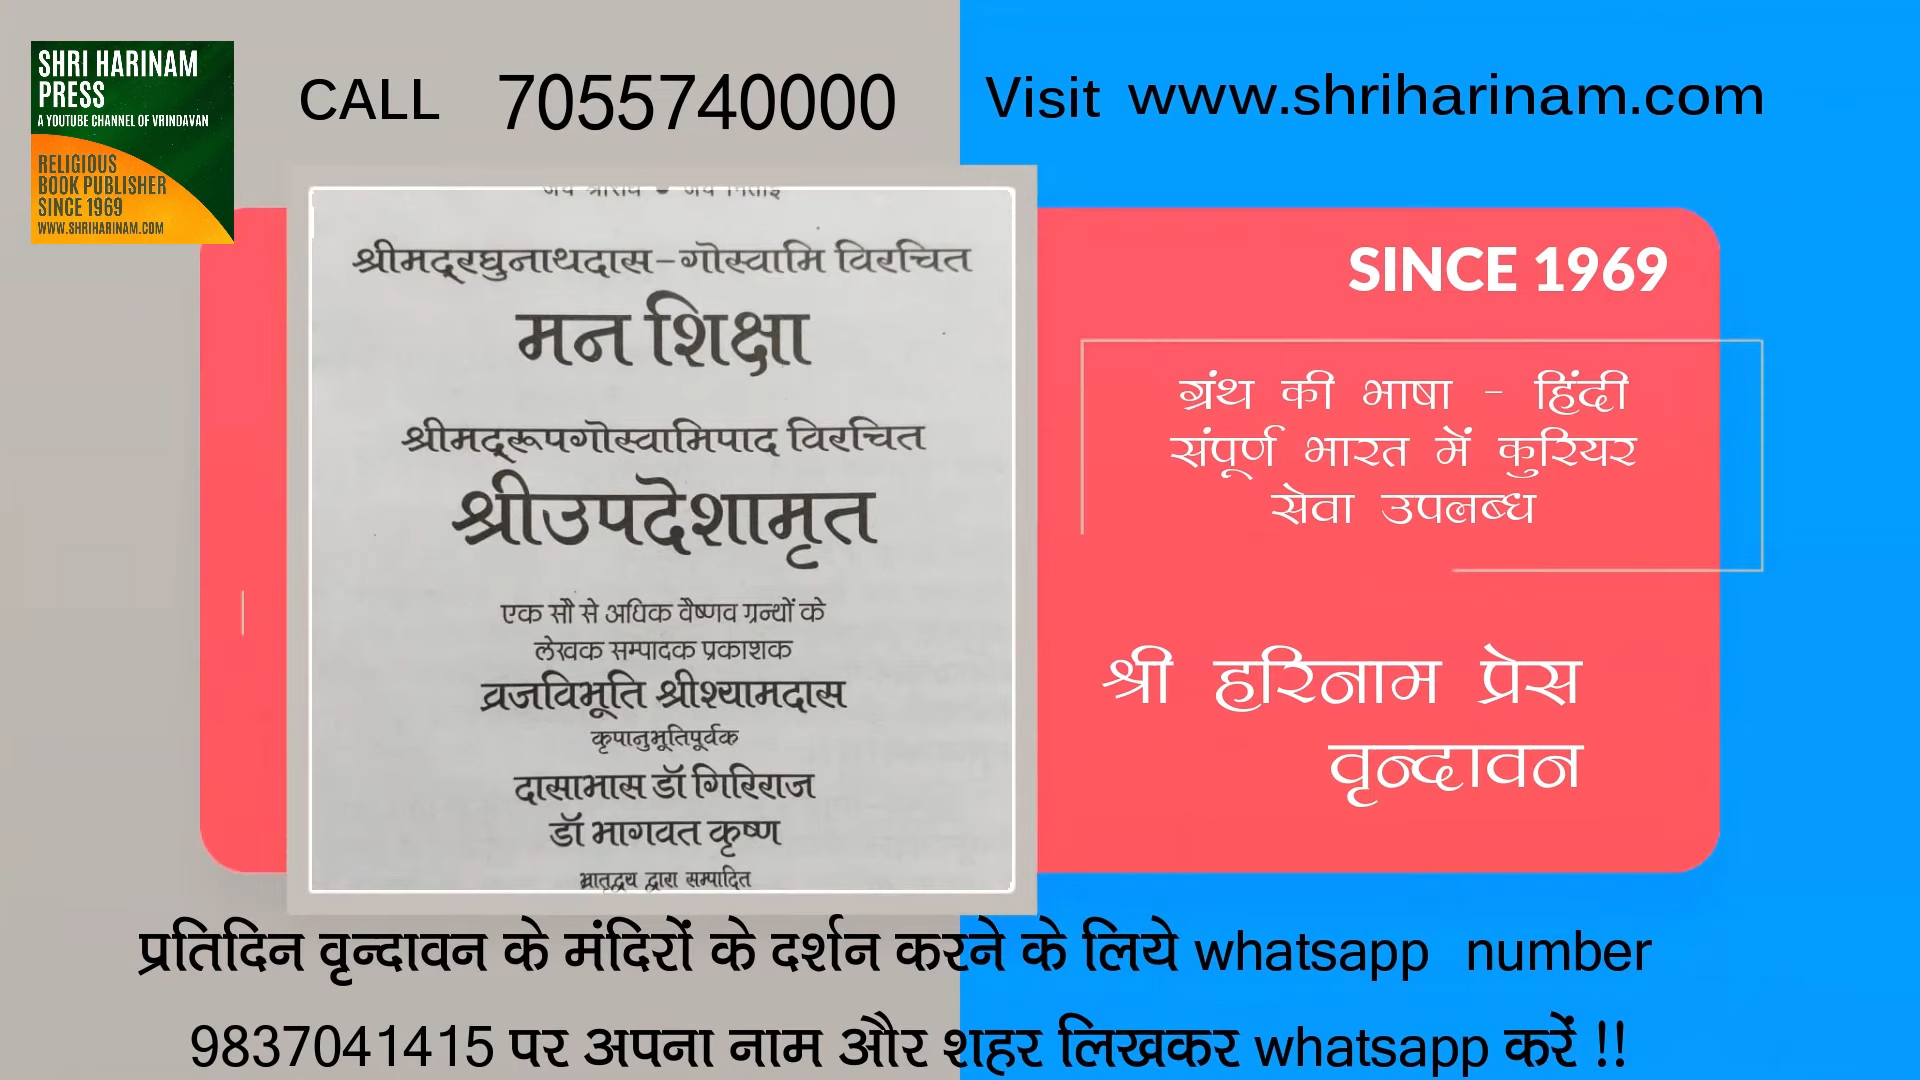 SHRI HARINAM
PRESS
A YOUTUBE CHANNEL OF VRINDAVAN
RELIGIOUS
BOOK PUBLISHER
SINCE 1969
WWW.SHRIHARINAM.COM
CALL 7055740000
Visit www.shriharinam.com
श्रीमद्रघुनाथदास-गोस्वामि विरचित
मन शिक्षा
श्रीमद्रूपगोस्वामिपाद विरचित
श्रीउपदेशामृत
एक सौ से अधिक वैष्णव ग्रन्थों के
लेखक सम्पादक प्रकाशक
व्रजविभूति श्रीश्यामदास
कृपानुभूतिपूर्वक
दासाभास डॉ गिरिराज
डॉ भागवत कृष्ण
भ्रातृद्वय द्वारा सम्पादित
SINCE 1969
ग्रंथ की भाषा - हिंदी
संपूर्ण भारत में कुरियर
सेवा उपलब्ध
श्री हरिनाम प्रेस
वृन्दावन
प्रतिदिन वृन्दावन के मंदिरों के दर्शन करने के लिये whatsapp number
9837041415 पर अपना नाम और शहर लिखकर whatsapp करें !!